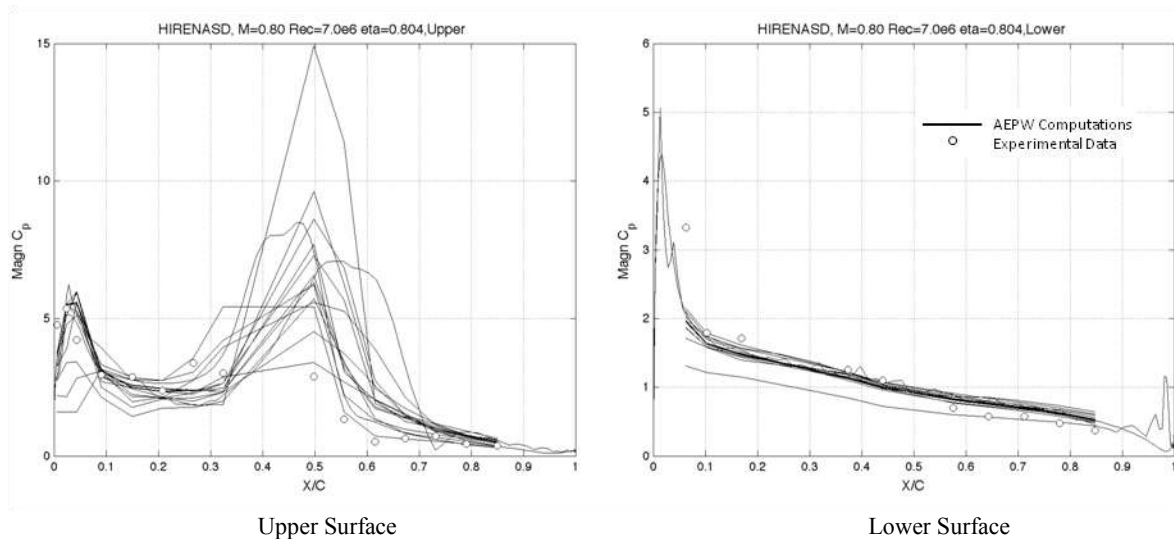 HIRENASD, M=0.80 Rec=7.0e6 eta=0.804,Upper
15
10
5
0
Magn Cp
0 0.1 0.2 0.3 0.4 0.5 0.6 0.7 0.8 0.9 1
X/C
Upper Surface
HIRENASD, M=0.80 Rec=7.0e6 eta=0.804,Lower
AEPW Computations
Experimental Data
6
5
4
3
2
1
0
Magn Cp
0 0.1 0.2 0.3 0.4 0.5 0.6 0.7 0.8 0.9 1
X/C
Lower Surface